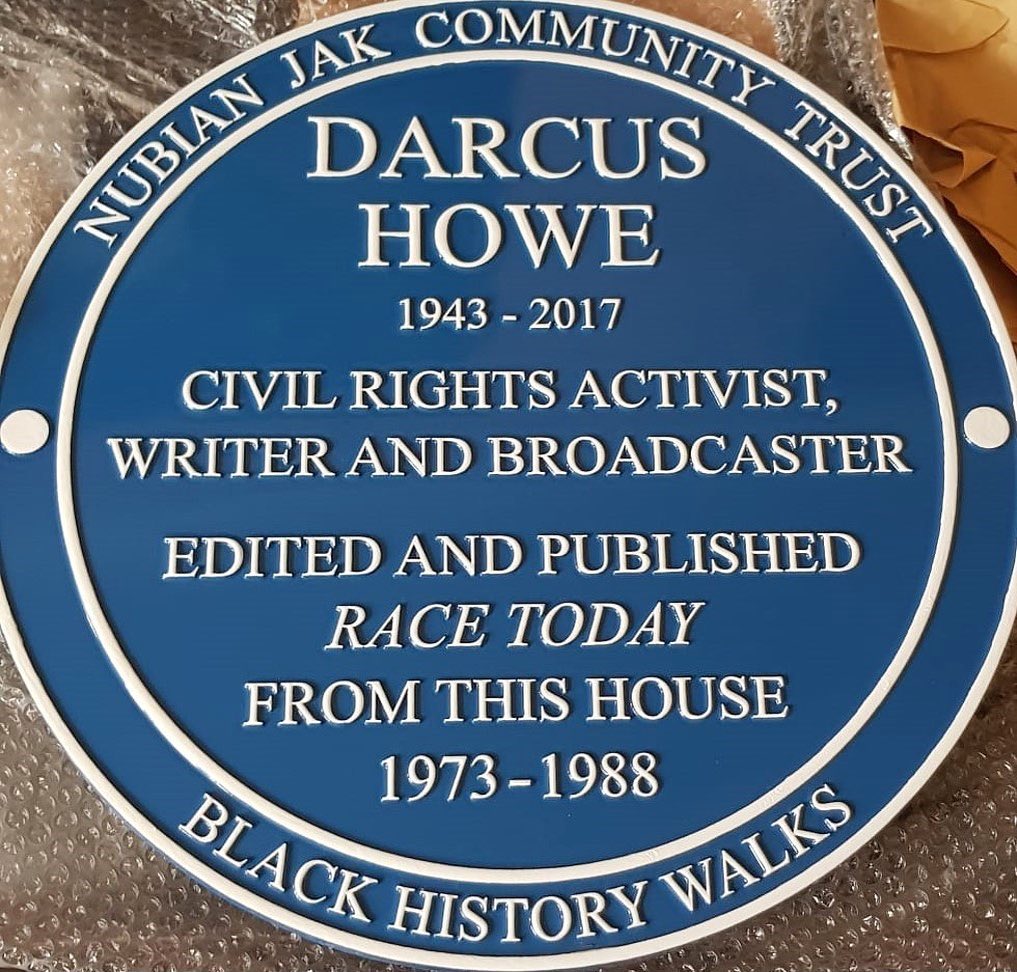 NUBIAN JAK COMMUNITY TRUST
DARCUS
HOWE
1943 - 2017
CIVIL RIGHTS ACTIVIST,
WRITER AND BROADCASTER
EDITED AND PUBLISHED
RACE TODAY
FROM THIS HOUSE
1973 - 1988
BLACK HISTORY WALKS